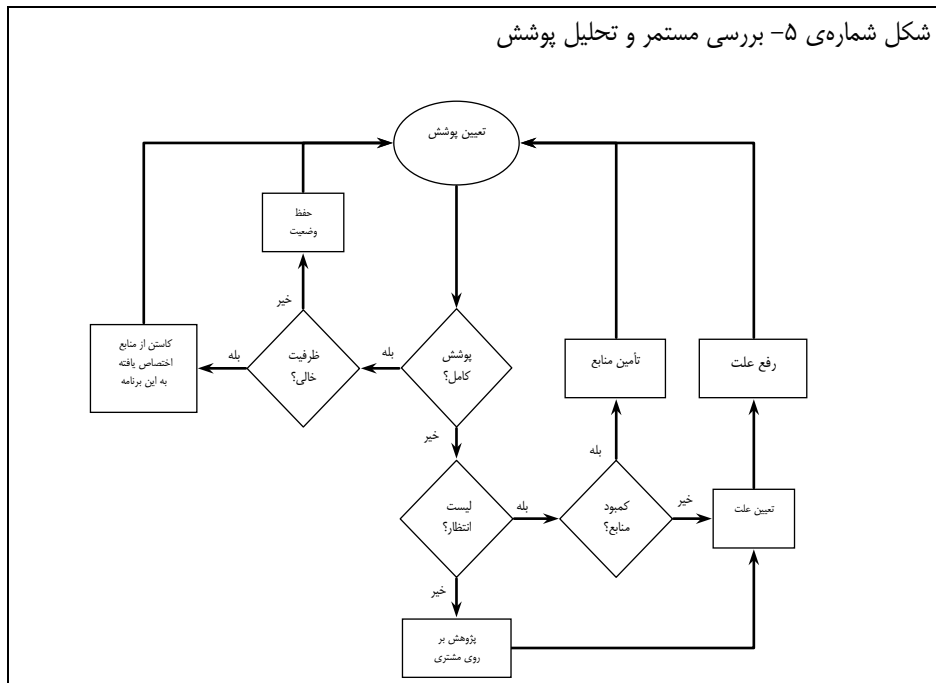 شکل شماره‌ی ۵– بررسی مستمر و تحلیل پوشش
تعیین پوشش
حفظ
وضعیت
خیر
کاستن از منابع
اختصاص یافته
به این برنامه
بله
ظرفیت
خالی؟
بله
پوشش
کامل؟
خیر
تأمین منابع
رفع علت
بله
لیست
انتظار؟
بله
کمبود
منابع؟
خیر
تعیین علت
خیر
پژوهش بر
روی مشتری